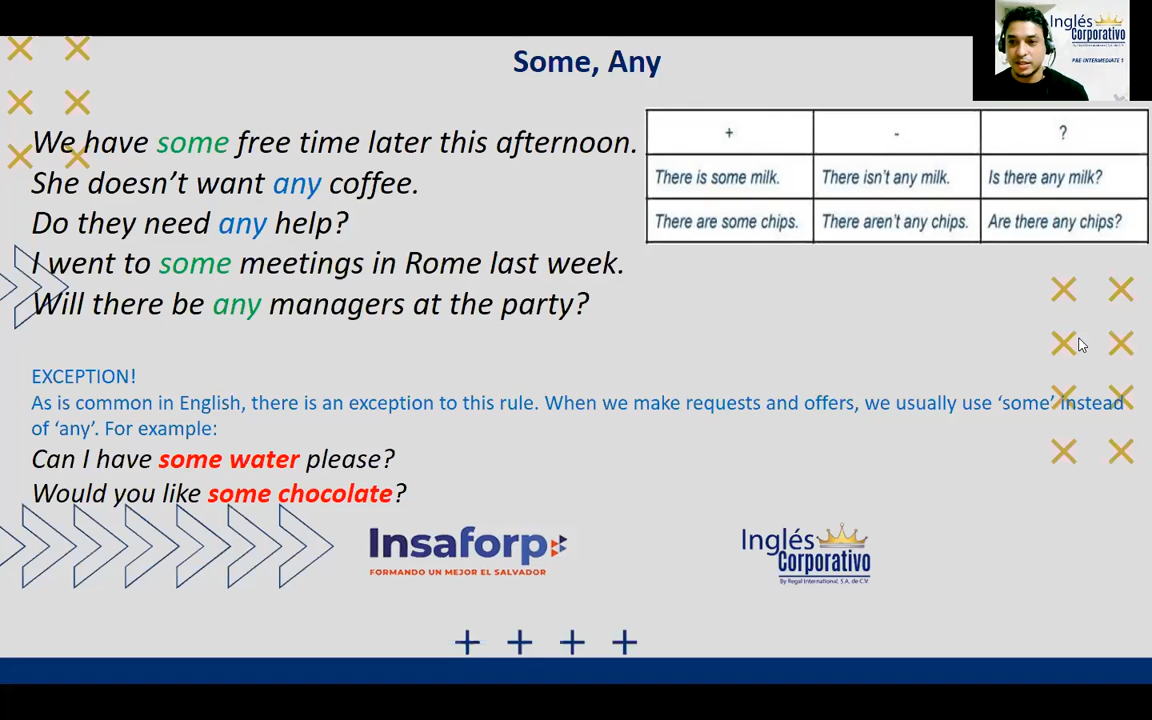 Some, Any
Inglés
Corporativo
PRE-INTERMEDIATE 1
We have some free time later this afternoon.
She doesn’t want any coffee.
Do they need any help?
I went to some meetings in Rome last week.
Will there be any managers at the party?
+ - ?
There is some milk. There isn't any milk. Is there any milk?
There are some chips. There aren't any chips. Are there any chips?
EXCEPTION!
As is common in English, there is an exception to this rule. When we make requests and offers, we usually use ‘some’ instead
of ‘any’. For example:
Can I have some water please?
Would you like some chocolate?
Insaforp
FORMANDO UN MEJOR EL SALVADOR
Inglés
Corporativo
By Regal International, S.A. de C.V.